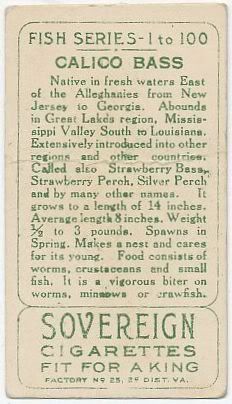 FISH SERIES-1 to 100
CALICO BASS
Native in fresh waters East
of the Alleghanies from New
Jersey to Georgia. Abounds
in Great Lakes region, Missis-
sippi Valley South to Louisiana.
Extensively introduced into other
regions and other countries.
Called also Strawberry Bass,
Strawberry Perch, Silver Perch
and by many other names. It
grows to a length of 14 inches.
Average length 8 inches. Weight
½ to 3 pounds. Spawns in
Spring. Makes a nest and cares
for its young. Food consists of
worms, crustaceans and small
fish. It is a vigorous biter on
worms, minnows or crawfish.
SOVEREIGN
CIGARETTES
FIT FOR A KING
FACTORY No 25, 2D DIST. VA.